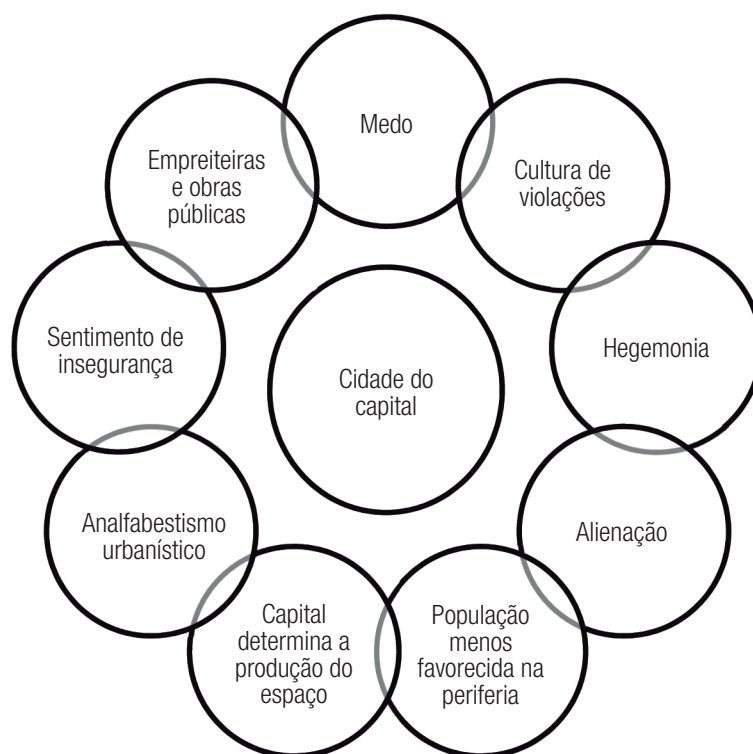 Medo
Empreiteiras
e obras
públicas
Cultura de
violações
Sentimento de
insegurança
Hegemonia
Cidade do
capital
Analfabestismo
urbanístico
Alienação
Capital
determina a
produção do
espaço
População
menos
favorecida na
periferia